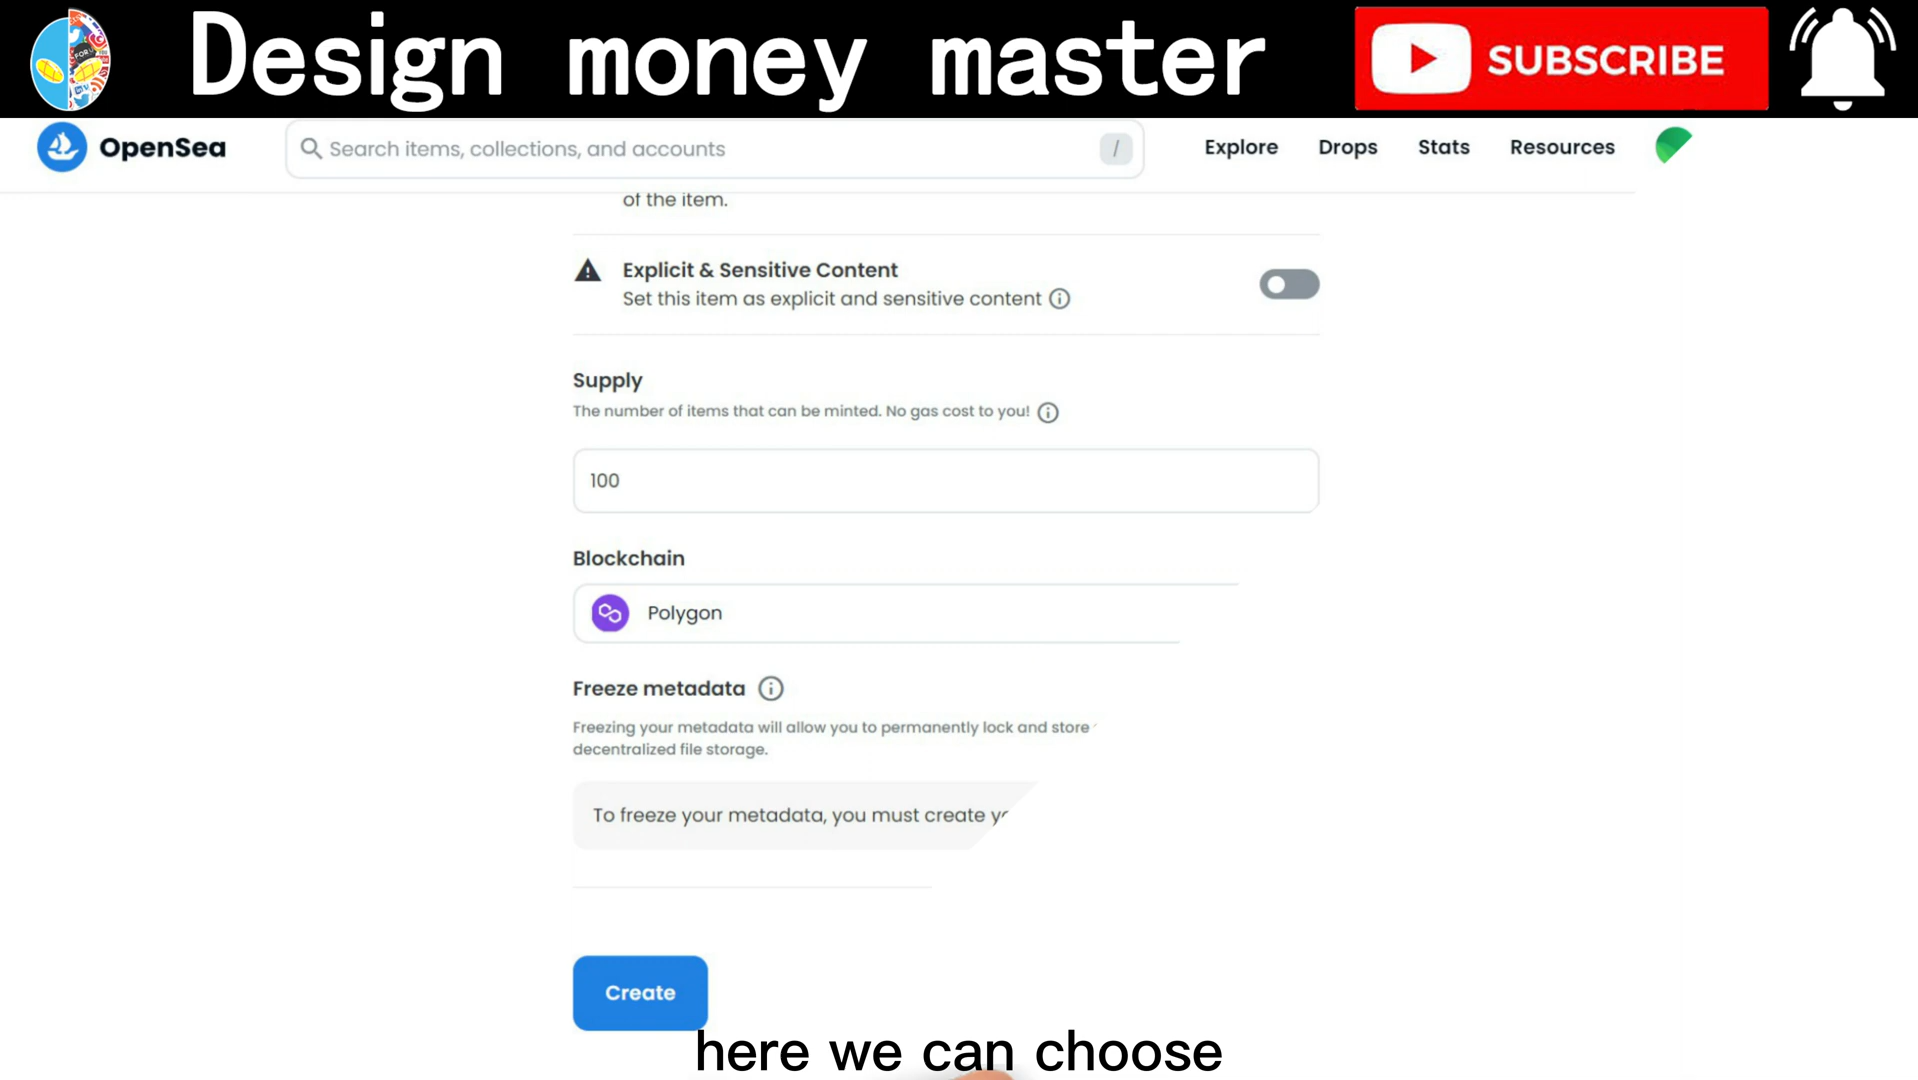 Design money master
SUBSCRIBE
OpenSea
Search items, collections, and accounts
/
Explore
Drops
Stats
Resources
of the item.
Explicit & Sensitive Content
Set this item as explicit and sensitive content
Supply
The number of items that can be minted. No gas cost to you!
100
Blockchain
Polygon
Freeze metadata
Freezing your metadata will allow you to permanently lock and store
decentralized file storage.
To freeze your metadata, you must create
Create
here we can choose